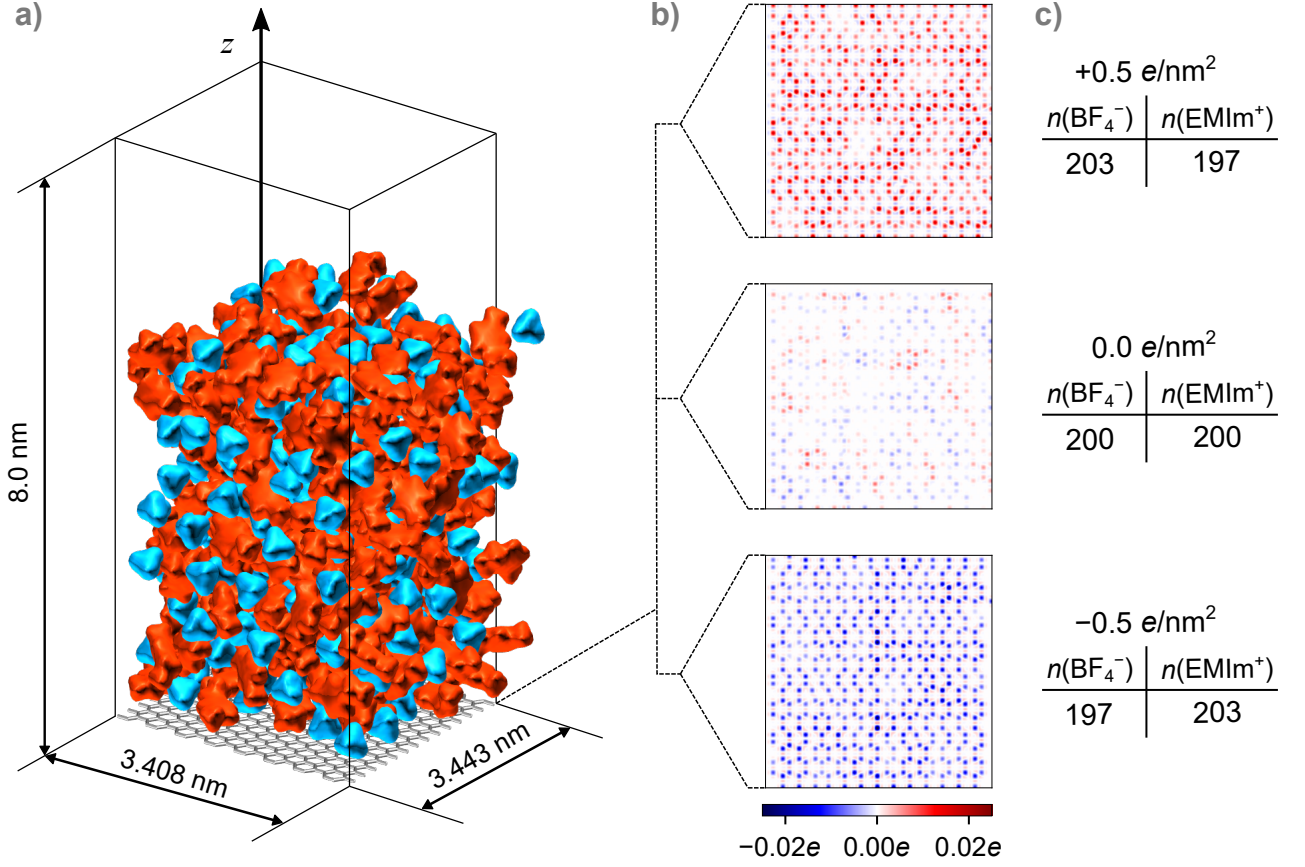 a)
z
8.0 nm
3.408 nm
3.443 nm
b)
−0.02e 0.00e 0.02e
c)
+0.5 e/nm²
n(BF₄⁻) n(EMIm⁺)
203 197
0.0 e/nm²
n(BF₄⁻) n(EMIm⁺)
200 200
−0.5 e/nm²
n(BF₄⁻) n(EMIm⁺)
197 203